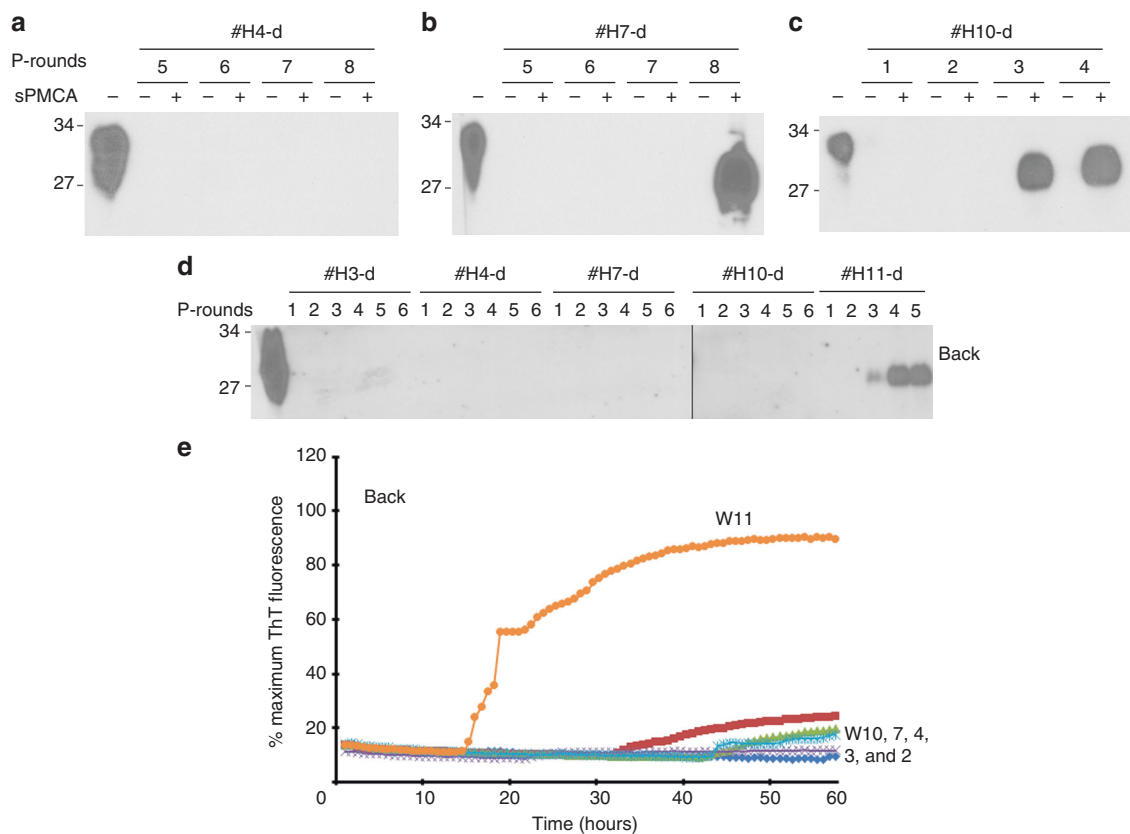 a
#H4-d
P-rounds 5 6 7 8
sPMCA – – + – + – + – +
34
27
b
#H7-d
5 6 7 8
– – + – + – + – +
34
27
c
#H10-d
1 2 3 4
– – + – + – + – +
34
27
d
#H3-d #H4-d #H7-d #H10-d #H11-d
P-rounds 1 2 3 4 5 6 1 2 3 4 5 6 1 2 3 4 5 6 1 2 3 4 5 6 1 2 3 4 5
34
27
Back
e
% maximum ThT fluorescence
120
100
80
60
40
20
0 10 20 30 40 50 60
Back
W11
W10, 7, 4,
3, and 2
Time (hours)